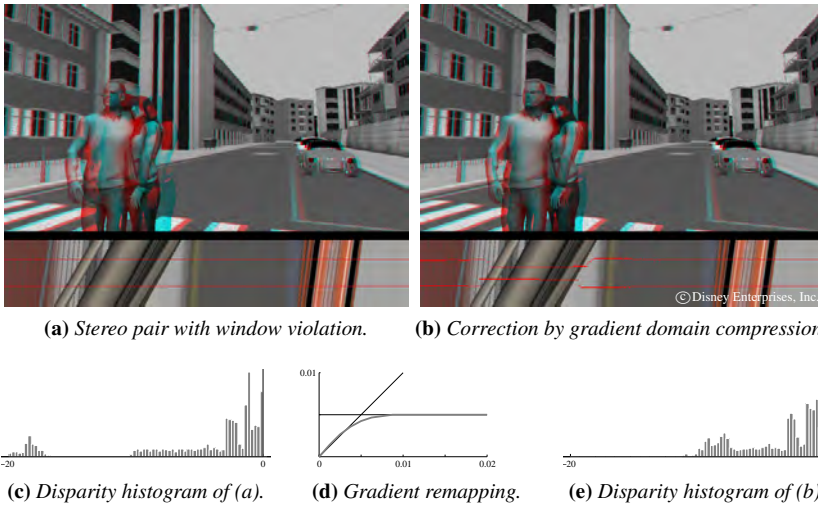 © Disney Enterprises, Inc.
(a) Stereo pair with window violation.
(b) Correction by gradient domain compression
0.01
-20
0
0
0.01
0.02
-20
(c) Disparity histogram of (a).
(d) Gradient remapping.
(e) Disparity histogram of (b)